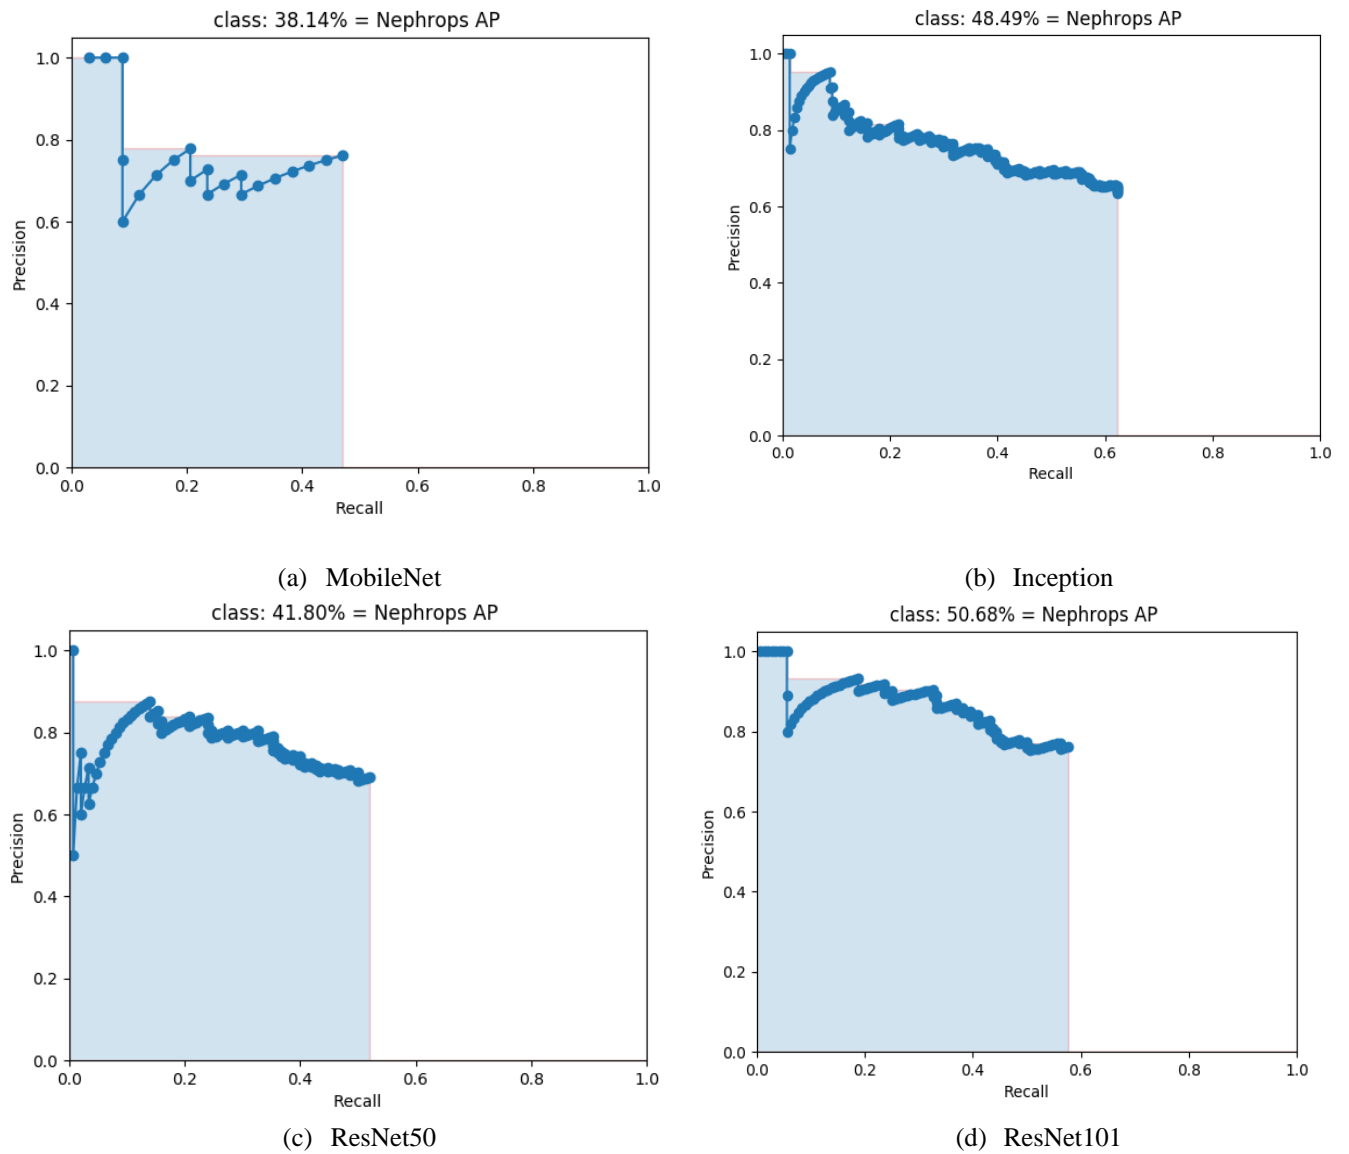 class: 38.14% = Nephrops AP
1.0
0.8
0.6
0.4
0.2
0.0
Precision
0.0 0.2 0.4 0.6 0.8 1.0
Recall
(a) MobileNet
class: 48.49% = Nephrops AP
1.0
0.8
0.6
0.4
0.2
0.0
Precision
0.0 0.2 0.4 0.6 0.8 1.0
Recall
(b) Inception
class: 41.80% = Nephrops AP
1.0
0.8
0.6
0.4
0.2
0.0
Precision
0.0 0.2 0.4 0.6 0.8 1.0
Recall
(c) ResNet50
class: 50.68% = Nephrops AP
1.0
0.8
0.6
0.4
0.2
0.0
Precision
0.0 0.2 0.4 0.6 0.8 1.0
Recall
(d) ResNet101